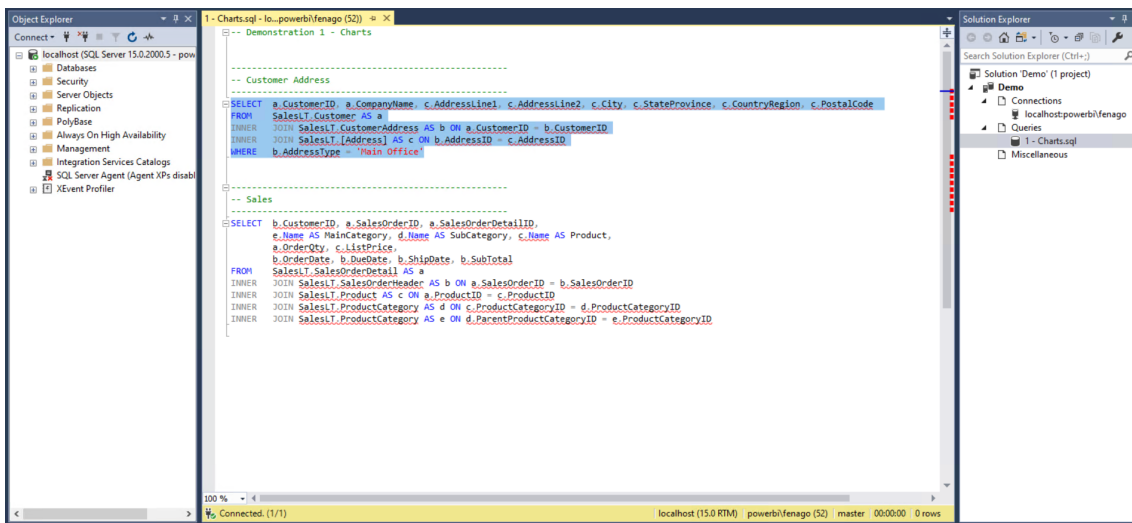 Object Explorer
Connect
localhost (SQL Server 15.0.2000.5 - pow
Databases
Security
Server Objects
Replication
PolyBase
Always On High Availability
Management
Integration Services Catalogs
SQL Server Agent (Agent XPs disabl
XEvent Profiler
1 - Charts.sql - lo...powerbi\fenago (52))
-- Demonstration 1 - Charts
-------------------------------------------------------
-- Customer Address
-------------------------------------------------------
SELECT a.CustomerID, a.CompanyName, c.AddressLine1, c.AddressLine2, c.City, c.StateProvince, c.CountryRegion, c.PostalCode
FROM SalesLT.Customer AS a
INNER JOIN SalesLT.CustomerAddress AS b ON a.CustomerID = b.CustomerID
INNER JOIN SalesLT.[Address] AS c ON b.AddressID = c.AddressID
WHERE b.AddressType = 'Main Office'
-------------------------------------------------------
-- Sales
-------------------------------------------------------
SELECT b.CustomerID, a.SalesOrderID, a.SalesOrderDetailID,
e.Name AS MainCategory, d.Name AS SubCategory, c.Name AS Product,
a.OrderQty, c.ListPrice,
b.OrderDate, b.DueDate, b.ShipDate, b.SubTotal
FROM SalesLT.SalesOrderDetail AS a
INNER JOIN SalesLT.SalesOrderHeader AS b ON a.SalesOrderID = b.SalesOrderID
INNER JOIN SalesLT.Product AS c ON a.ProductID = c.ProductID
INNER JOIN SalesLT.ProductCategory AS d ON c.ProductCategoryID = d.ProductCategoryID
INNER JOIN SalesLT.ProductCategory AS e ON d.ParentProductCategoryID = e.ProductCategoryID
100 %
Connected. (1/1)
localhost (15.0 RTM)
powerbi\fenago (52)
master
00:00:00
0 rows
Solution Explorer
Search Solution Explorer (Ctrl+;)
Solution 'Demo' (1 project)
Demo
Connections
localhost:powerbi\fenago
Queries
1 - Charts.sql
Miscellaneous